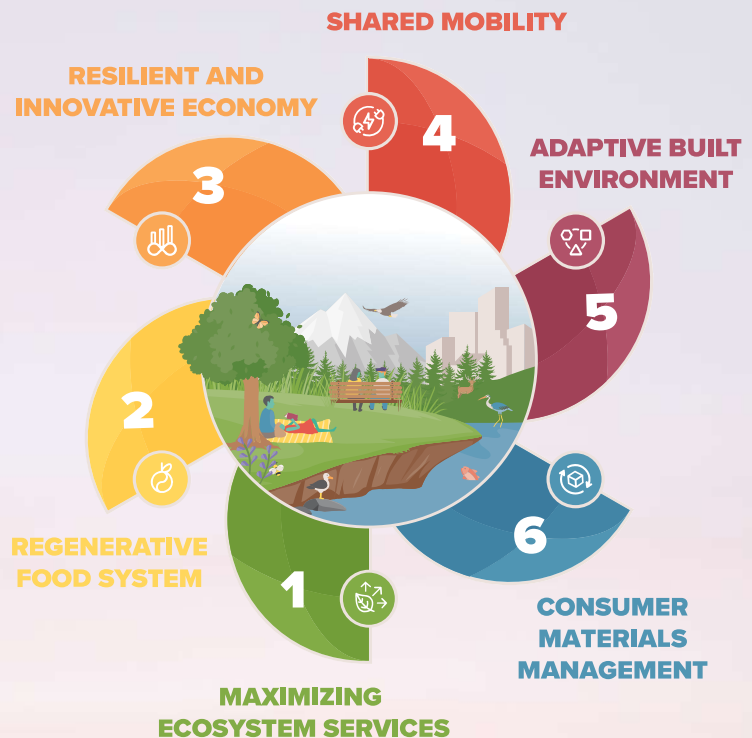 SHARED MOBILITY
4
RESILIENT AND
INNOVATIVE ECONOMY
3
ADAPTIVE BUILT
ENVIRONMENT
5
2
REGENERATIVE
FOOD SYSTEM
6
CONSUMER
MATERIALS
MANAGEMENT
1
MAXIMIZING
ECOSYSTEM SERVICES